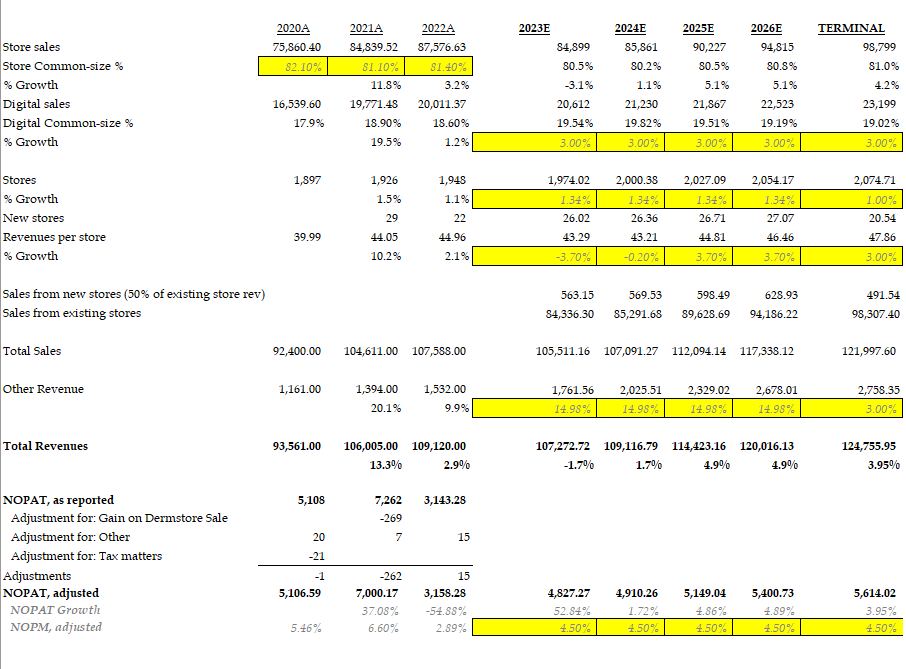 2020A 2021A 2022A 2023E 2024E 2025E 2026E TERMINAL
Store sales 75,860.40 84,839.52 87,576.63 84,899 85,861 90,227 94,815 98,799
Store Common-size % 82.10% 81.10% 81.40% 80.5% 80.2% 80.5% 80.8% 81.0%
% Growth 11.8% 3.2% -3.1% 1.1% 5.1% 5.1% 4.2%
Digital sales 16,539.60 19,771.48 20,011.37 20,612 21,230 21,867 22,523 23,199
Digital Common-size % 17.9% 18.90% 18.60% 19.54% 19.82% 19.51% 19.19% 19.02%
% Growth 19.5% 1.2% 3.00% 3.00% 3.00% 3.00% 3.00%
Stores 1,897 1,926 1,948 1,974.02 2,000.38 2,027.09 2,054.17 2,074.71
% Growth 1.5% 1.1% 1.34% 1.34% 1.34% 1.34% 1.00%
New stores 29 22 26.02 26.36 26.71 27.07 20.54
Revenues per store 39.99 44.05 44.96 43.29 43.21 44.81 46.46 47.86
% Growth 10.2% 2.1% -3.70% -0.20% 3.70% 3.70% 3.00%
Sales from new stores (50% of existing store rev) 563.15 569.53 598.49 628.93 491.54
Sales from existing stores 84,336.30 85,291.68 89,628.69 94,186.22 98,307.40
Total Sales 92,400.00 104,611.00 107,588.00 105,511.16 107,091.27 112,094.14 117,338.12 121,997.60
Other Revenue 1,161.00 1,394.00 1,532.00 1,761.56 2,025.51 2,329.02 2,678.01 2,758.35
20.1% 9.9% 14.98% 14.98% 14.98% 14.98% 3.00%
Total Revenues 93,561.00 106,005.00 109,120.00 107,272.72 109,116.79 114,423.16 120,016.13 124,755.95
13.3% 2.9% -1.7% 1.7% 4.9% 4.9% 3.95%
NOPAT, as reported 5,108 7,262 3,143.28
Adjustment for: Gain on Dermstore Sale -269
Adjustment for: Other 20 7 15
Adjustment for: Tax matters -21
Adjustments -1 -262 15
NOPAT, adjusted 5,106.59 7,000.17 3,158.28 4,827.27 4,910.26 5,149.04 5,400.73 5,614.02
NOPAT Growth 37.08% -54.88% 52.84% 1.72% 4.86% 4.89% 3.95%
NOPM, adjusted 5.46% 6.60% 2.89% 4.50% 4.50% 4.50% 4.50% 4.50%